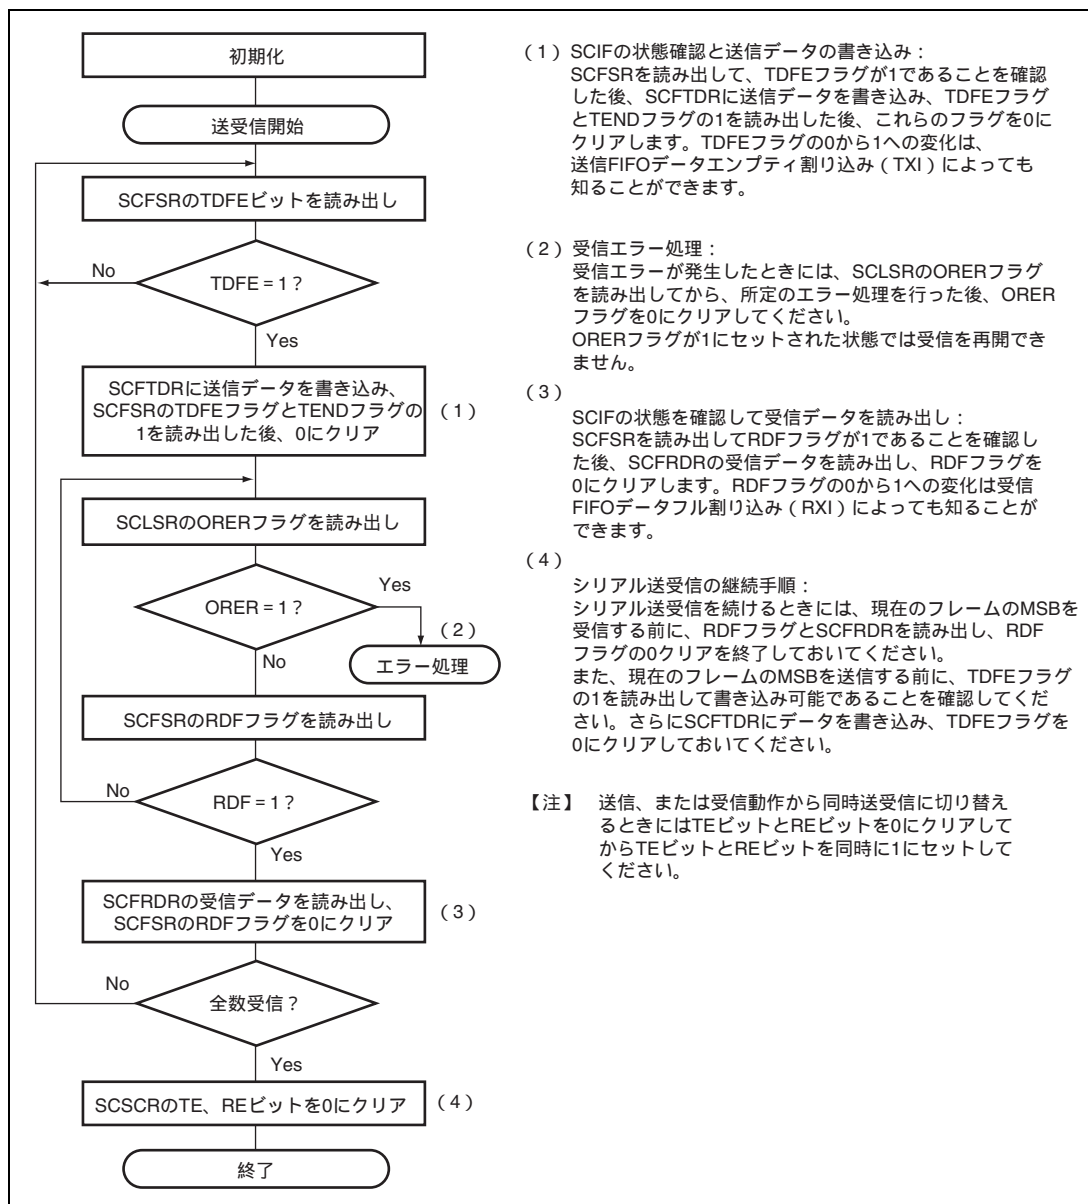 初期化
送受信開始
SCFSRのTDFEビットを読み出し
No
TDFE = 1？
Yes
SCFTDRに送信データを書き込み、
SCFSRのTDFEフラグとTENDフラグの
1を読み出した後、0にクリア
（1）
SCLSRのORERフラグを読み出し
Yes
ORER = 1？
（2）
No
エラー処理
SCFSRのRDFフラグを読み出し
No
RDF = 1？
Yes
SCFRDRの受信データを読み出し、
SCFSRのRDFフラグを0にクリア
（3）
No
全数受信？
Yes
SCSCRのTE、REビットを0にクリア
（4）
終了
（1）SCIFの状態確認と送信データの書き込み：
SCFSRを読み出して、TDFEフラグが1であることを確認
した後、SCFTDRに送信データを書き込み、TDFEフラグ
とTENDフラグの1を読み出した後、これらのフラグを0に
クリアします。TDFEフラグの0から1への変化は、
送信FIFOデータエンプティ割り込み（TXI）によっても
知ることができます。
（2）受信エラー処理：
受信エラーが発生したときには、SCLSRのORERフラグ
を読み出してから、所定のエラー処理を行った後、ORER
フラグを0にクリアしてください。
ORERフラグが1にセットされた状態では受信を再開でき
ません。
（3）
SCIFの状態を確認して受信データを読み出し：
SCFSRを読み出してRDFフラグが1であることを確認し
た後、SCFRDRの受信データを読み出し、RDFフラグを
0にクリアします。RDFフラグの0から1への変化は受信
FIFOデータフル割り込み（RXI）によっても知ることが
できます。
（4）
シリアル送受信の継続手順：
シリアル送受信を続けるときには、現在のフレームのMSBを
受信する前に、RDFフラグとSCFRDRを読み出し、RDF
フラグの0クリアを終了しておいてください。
また、現在のフレームのMSBを送信する前に、TDFEフラグ
の1を読み出して書き込み可能であることを確認してくだ
さい。さらにSCFTDRにデータを書き込み、TDFEフラグを
0にクリアしておいてください。
【注】 送信、または受信動作から同時送受信に切り替え
るときにはTEビットとREビットを0にクリアして
からTEビットとREビットを同時に1にセットして
ください。